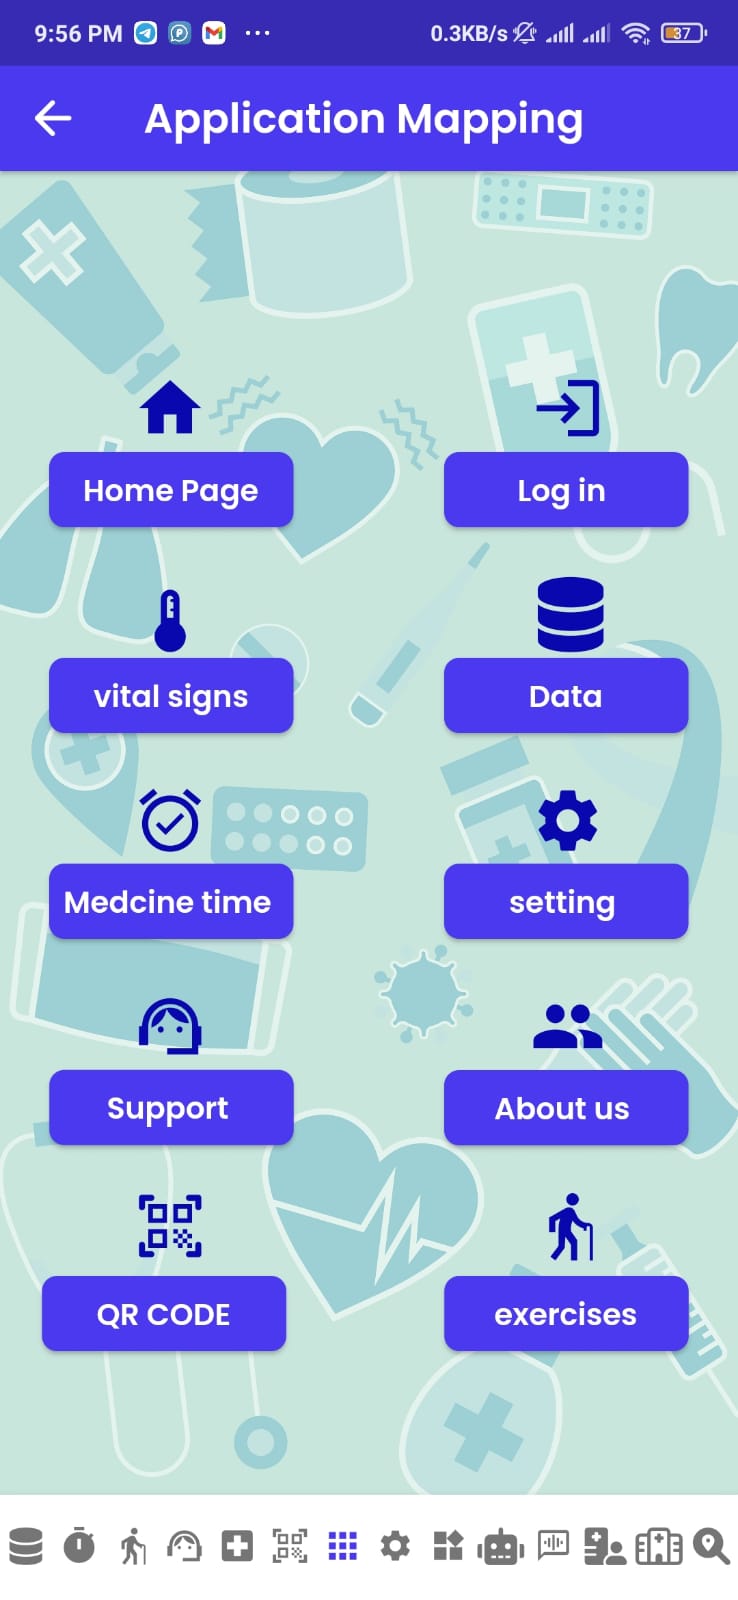 9:56 PM 0.3KB/s 37
Application Mapping
Home Page Log in
vital signs Data
Medcine time setting
Support About us
QR CODE exercises